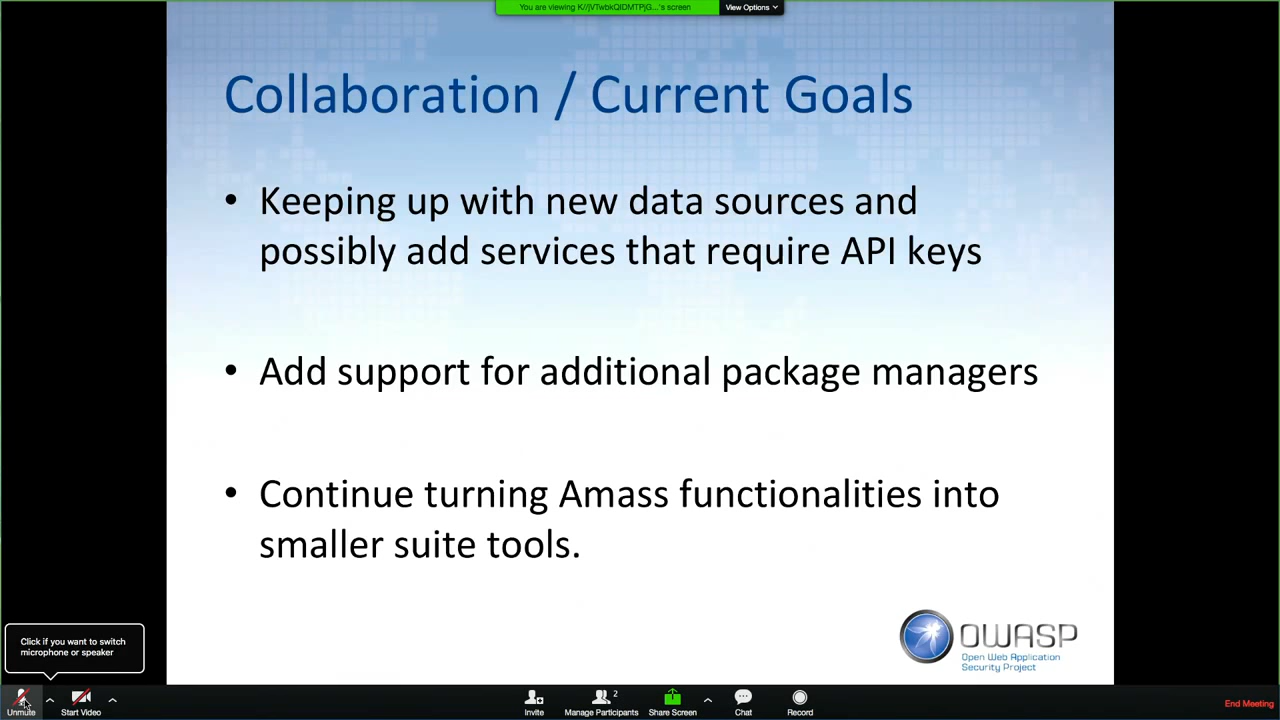 You are viewing K//jVTwbkQIDMTPjG...'s screen
View Options
Collaboration / Current Goals
• Keeping up with new data sources and
possibly add services that require API keys
• Add support for additional package managers
• Continue turning Amass functionalities into
smaller suite tools.
OWASP
Open Web Application
Security Project
Click if you want to switch
microphone or speaker
Unmute
Start Video
Invite
Manage Participants
2
Share Screen
Chat
Record
End Meeting